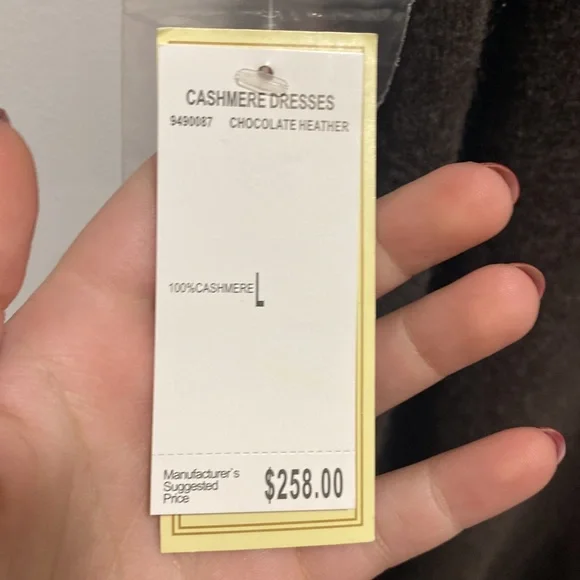 CASHMERE DRESSES
9490087 CHOCOLATE HEATHER
100%CASHMERE L
Manufacturer's
Suggested
Price
$258.00